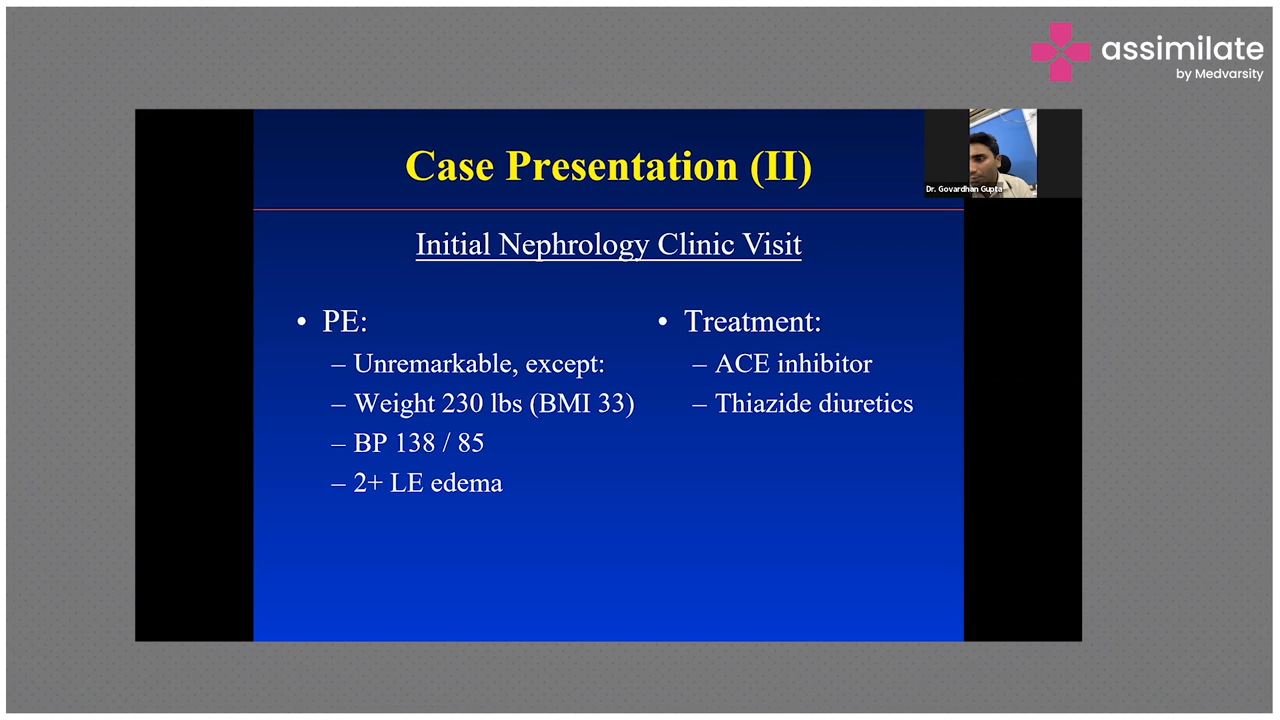 assimilate
by Medvarsity
Case Presentation (II)
Dr. Govardhan Gupta
Initial Nephrology Clinic Visit
• PE:
– Unremarkable, except:
– Weight 230 lbs (BMI 33)
– BP 138 / 85
– 2+ LE edema
• Treatment:
– ACE inhibitor
– Thiazide diuretics